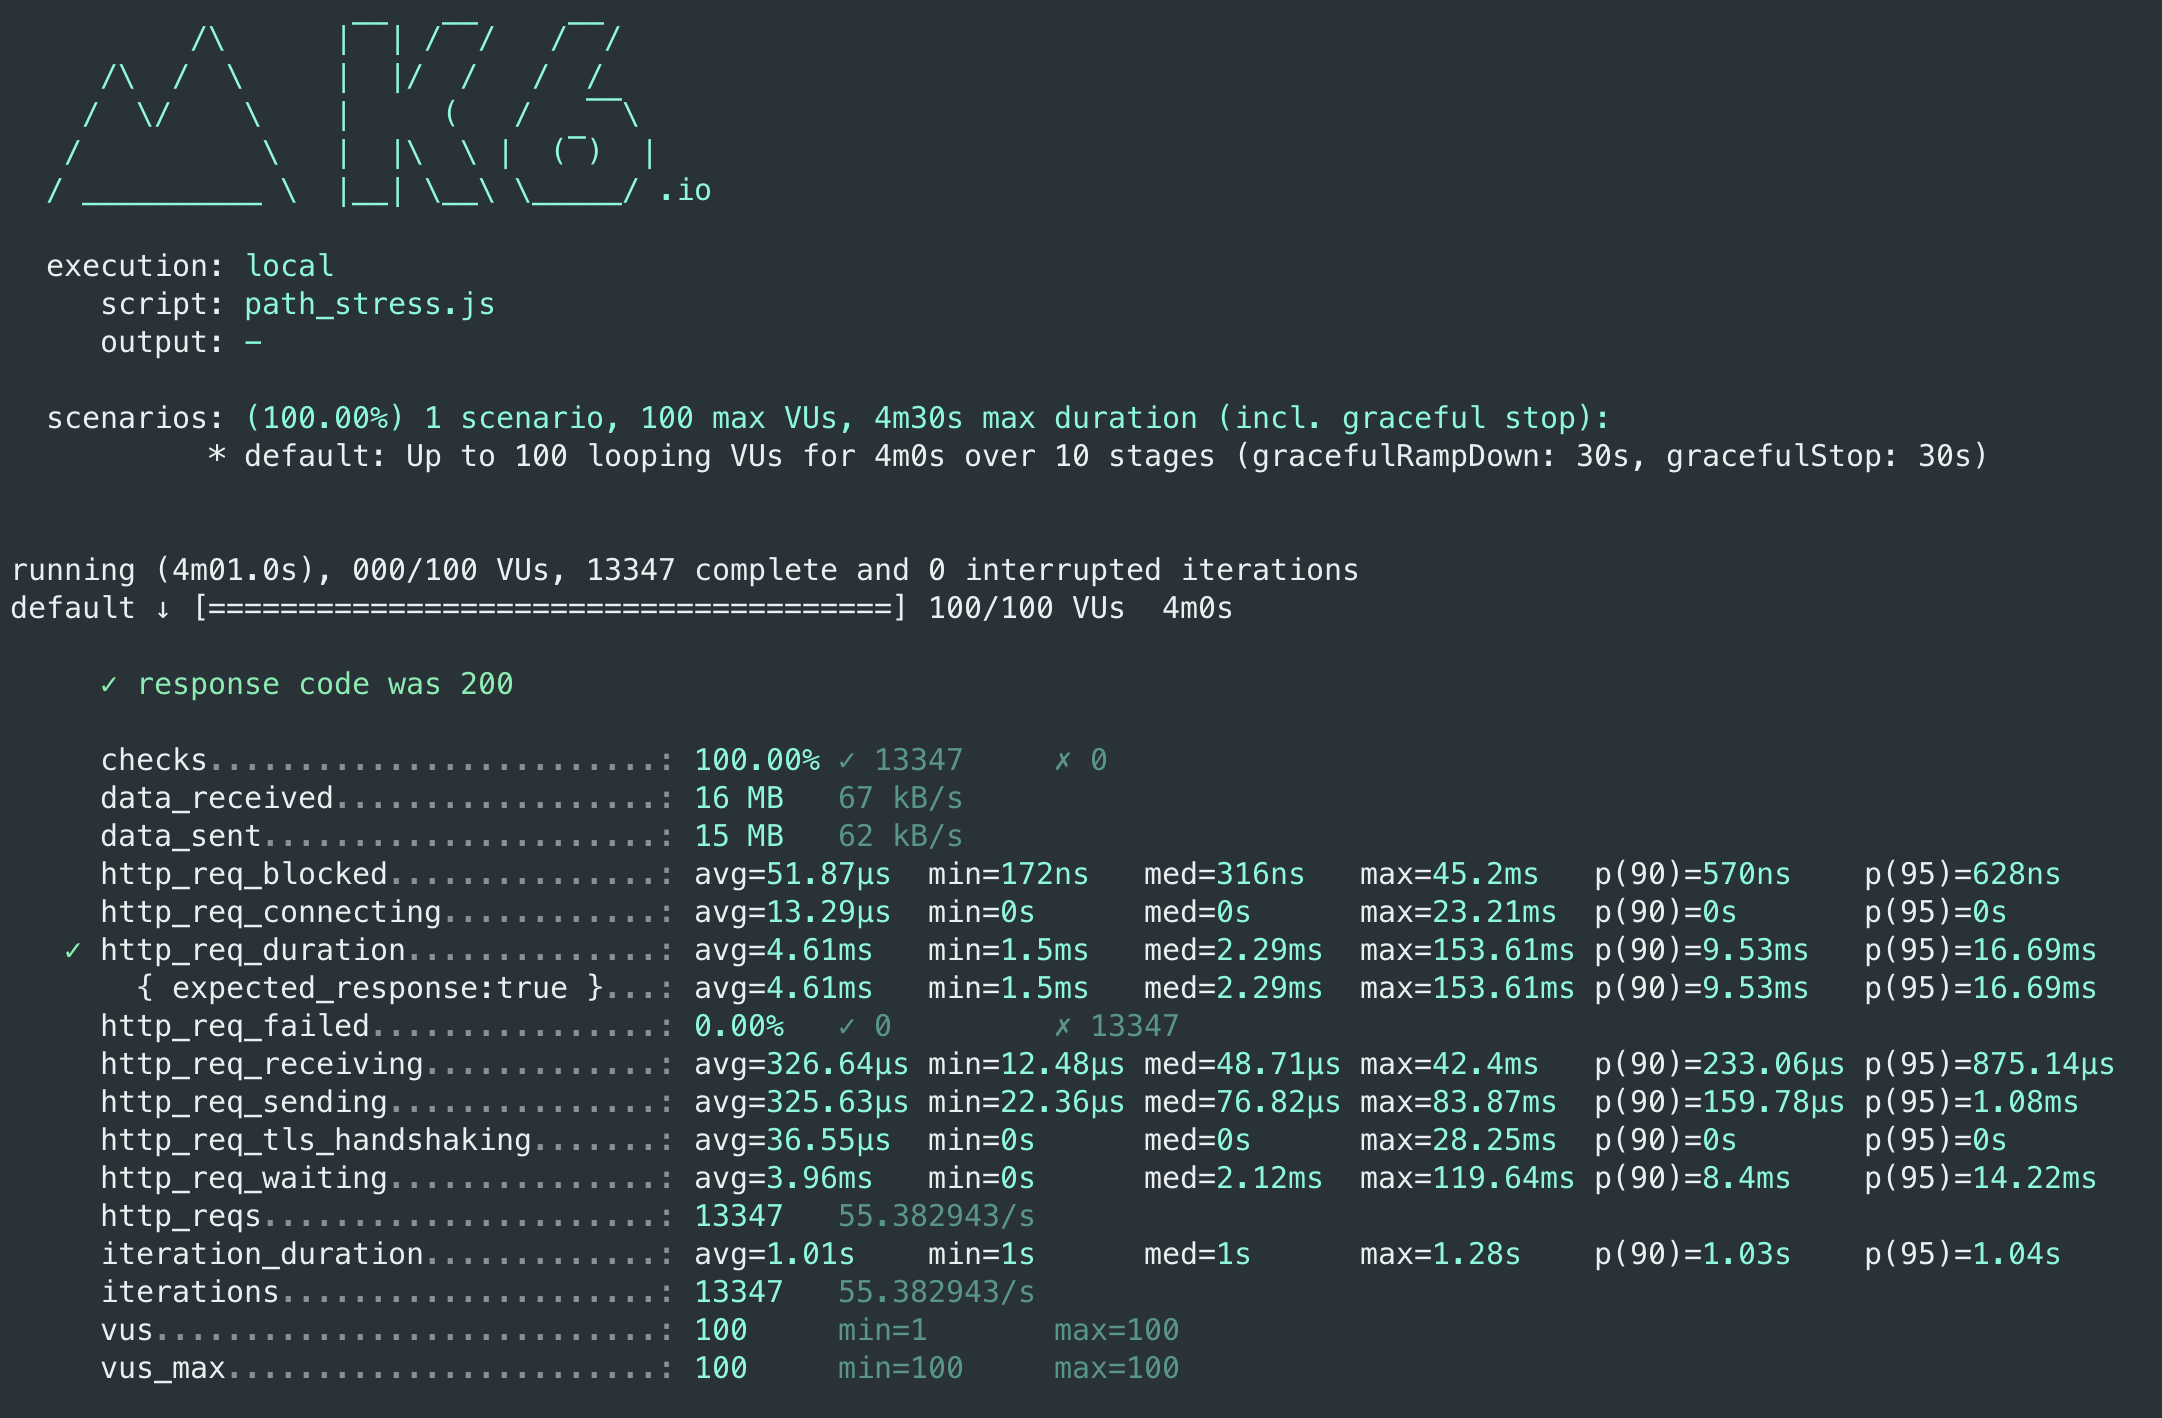 /\      |‾‾| /‾‾/   /‾‾/
     /\  /  \     |  |/  /   /  /
    /  \/    \    |     (   /   ‾‾\
   /          \   |  |\  \ |  (‾)  |
  / __________ \  |__| \__\ \_____/ .io
execution: local
script: path_stress.js
output: -
scenarios: (100.00%) 1 scenario, 100 max VUs, 4m30s max duration (incl. graceful stop):
* default: Up to 100 looping VUs for 4m0s over 10 stages (gracefulRampDown: 30s, gracefulStop: 30s)
running (4m01.0s), 000/100 VUs, 13347 complete and 0 interrupted iterations
default ↓ [======================================] 100/100 VUs  4m0s
✓ response code was 200
checks.........................: 100.00% ✓ 13347     ✗ 0
data_received..................: 16 MB   67 kB/s
data_sent......................: 15 MB   62 kB/s
http_req_blocked...............: avg=51.87µs  min=172ns   med=316ns   max=45.2ms   p(90)=570ns    p(95)=628ns
http_req_connecting............: avg=13.29µs  min=0s      med=0s      max=23.21ms  p(90)=0s       p(95)=0s
✓ http_req_duration..............: avg=4.61ms   min=1.5ms   med=2.29ms  max=153.61ms p(90)=9.53ms   p(95)=16.69ms
{ expected_response:true }...: avg=4.61ms   min=1.5ms   med=2.29ms  max=153.61ms p(90)=9.53ms   p(95)=16.69ms
http_req_failed................: 0.00%   ✓ 0         ✗ 13347
http_req_receiving.............: avg=326.64µs min=12.48µs med=48.71µs max=42.4ms   p(90)=233.06µs p(95)=875.14µs
http_req_sending...............: avg=325.63µs min=22.36µs med=76.82µs max=83.87ms  p(90)=159.78µs p(95)=1.08ms
http_req_tls_handshaking.......: avg=36.55µs  min=0s      med=0s      max=28.25ms  p(90)=0s       p(95)=0s
http_req_waiting...............: avg=3.96ms   min=0s      med=2.12ms  max=119.64ms p(90)=8.4ms    p(95)=14.22ms
http_reqs......................: 13347   55.382943/s
iteration_duration.............: avg=1.01s    min=1s      med=1s      max=1.28s    p(90)=1.03s    p(95)=1.04s
iterations.....................: 13347   55.382943/s
vus............................: 100     min=1       max=100
vus_max........................: 100     min=100     max=100